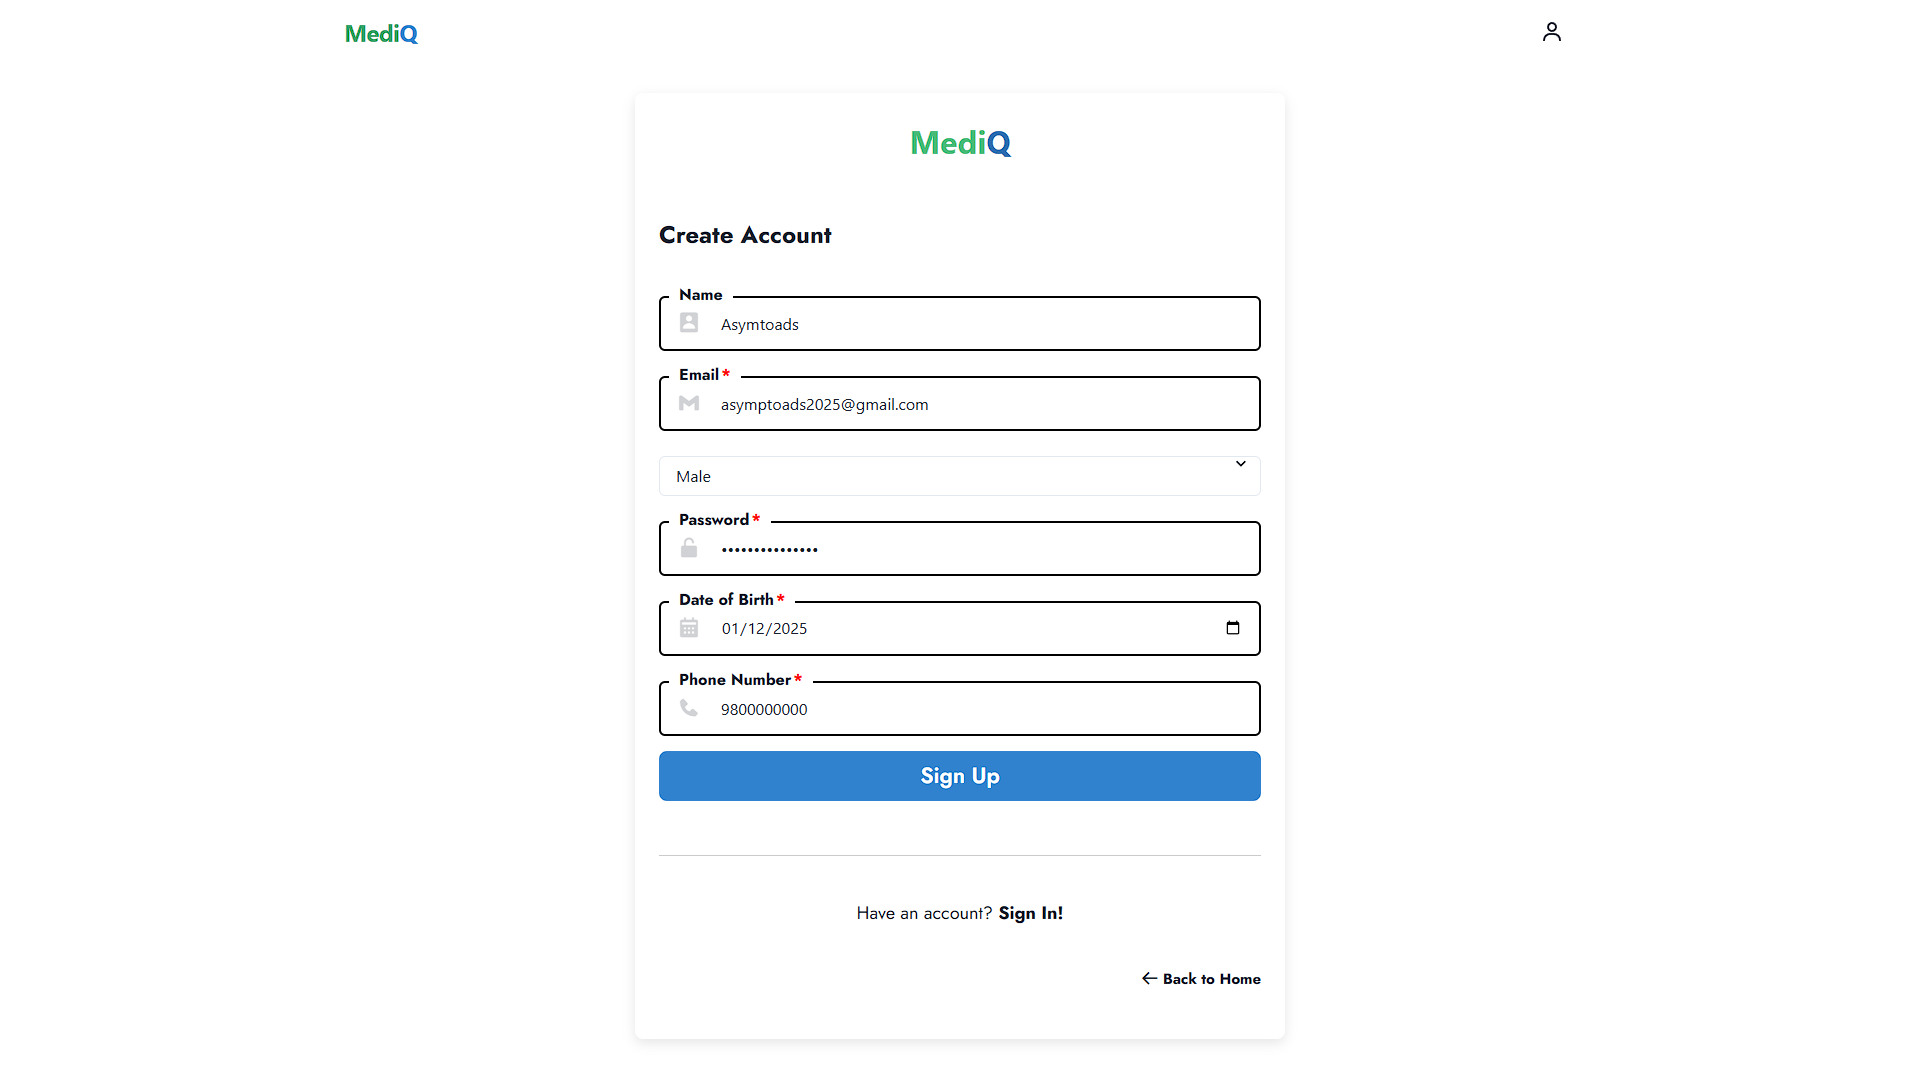 MediQ
MediQ
Create Account
Name
Asymtoads
Email*
asymptoads2025@gmail.com
Male
Password*
•••••••••••••••
Date of Birth*
01/12/2025
Phone Number*
9800000000
Sign Up
Have an account? Sign In!
← Back to Home